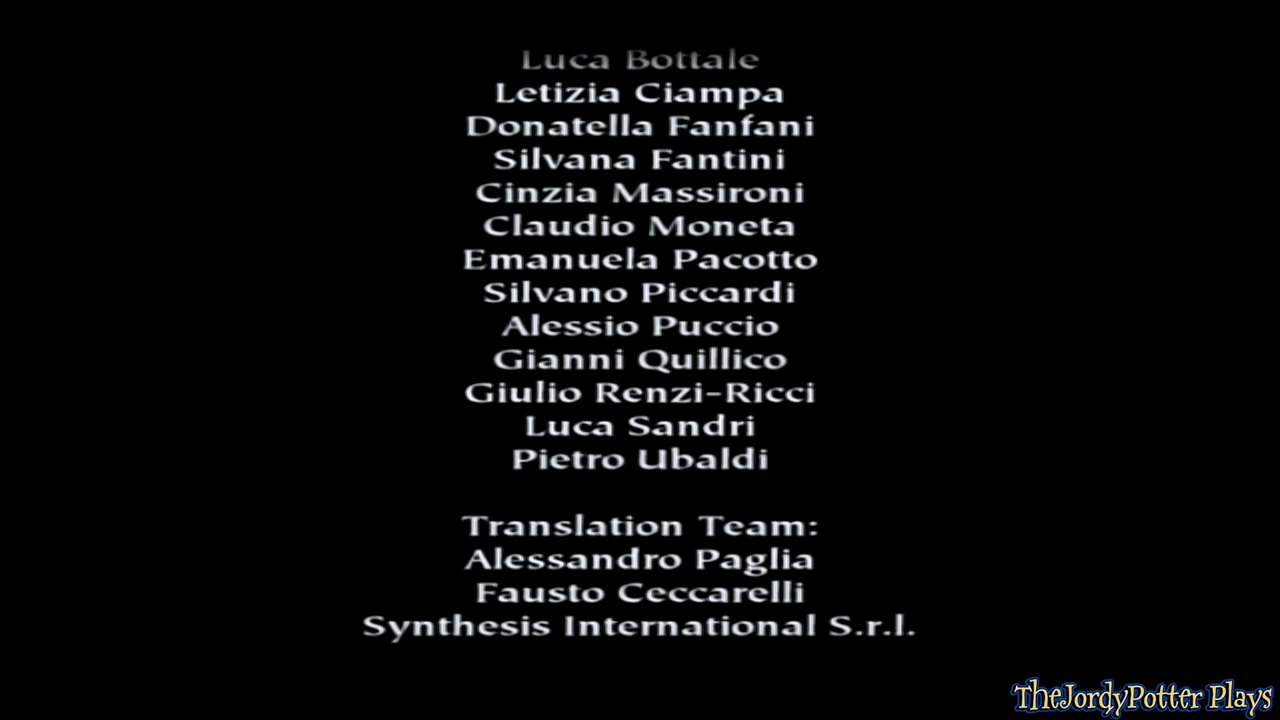 Luca Bottale
Letizia Ciampa
Donatella Fanfani
Silvana Fantini
Cinzia Massironi
Claudio Moneta
Emanuela Pacotto
Silvano Piccardi
Alessio Puccio
Gianni Quillico
Giulio Renzi-Ricci
Luca Sandri
Pietro Ubaldi
Translation Team:
Alessandro Paglia
Fausto Ceccarelli
Synthesis International S.r.l.
TheJordyPotter Plays